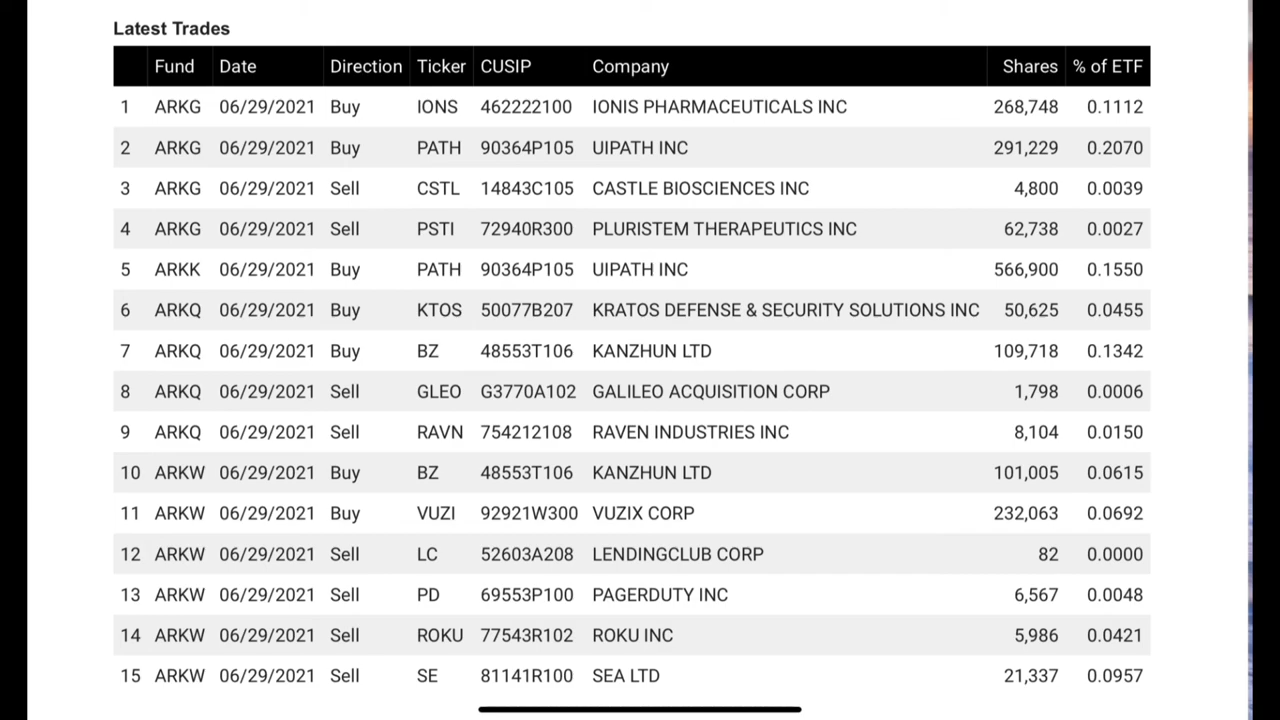 Latest Trades
Fund Date Direction Ticker CUSIP Company Shares % of ETF
1 ARKG 06/29/2021 Buy IONS 462222100 IONIS PHARMACEUTICALS INC 268,748 0.1112
2 ARKG 06/29/2021 Buy PATH 90364P105 UIPATH INC 291,229 0.2070
3 ARKG 06/29/2021 Sell CSTL 14843C105 CASTLE BIOSCIENCES INC 4,800 0.0039
4 ARKG 06/29/2021 Sell PSTI 72940R300 PLURISTEM THERAPEUTICS INC 62,738 0.0027
5 ARKK 06/29/2021 Buy PATH 90364P105 UIPATH INC 566,900 0.1550
6 ARKQ 06/29/2021 Buy KTOS 50077B207 KRATOS DEFENSE & SECURITY SOLUTIONS INC 50,625 0.0455
7 ARKQ 06/29/2021 Buy BZ 48553T106 KANZHUN LTD 109,718 0.1342
8 ARKQ 06/29/2021 Sell GLEO G3770A102 GALILEO ACQUISITION CORP 1,798 0.0006
9 ARKQ 06/29/2021 Sell RAVN 754212108 RAVEN INDUSTRIES INC 8,104 0.0150
10 ARKW 06/29/2021 Buy BZ 48553T106 KANZHUN LTD 101,005 0.0615
11 ARKW 06/29/2021 Buy VUZI 92921W300 VUZIX CORP 232,063 0.0692
12 ARKW 06/29/2021 Sell LC 52603A208 LENDINGCLUB CORP 82 0.0000
13 ARKW 06/29/2021 Sell PD 69553P100 PAGERDUTY INC 6,567 0.0048
14 ARKW 06/29/2021 Sell ROKU 77543R102 ROKU INC 5,986 0.0421
15 ARKW 06/29/2021 Sell SE 81141R100 SEA LTD 21,337 0.0957